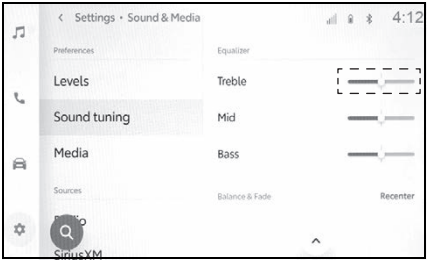 Settings • Sound & Media
4:12
Preferences
Levels
Sound tuning
Media
Sources
SiriusXM
Equalizer
Treble
Mid
Bass
Balance & Fade
Recenter